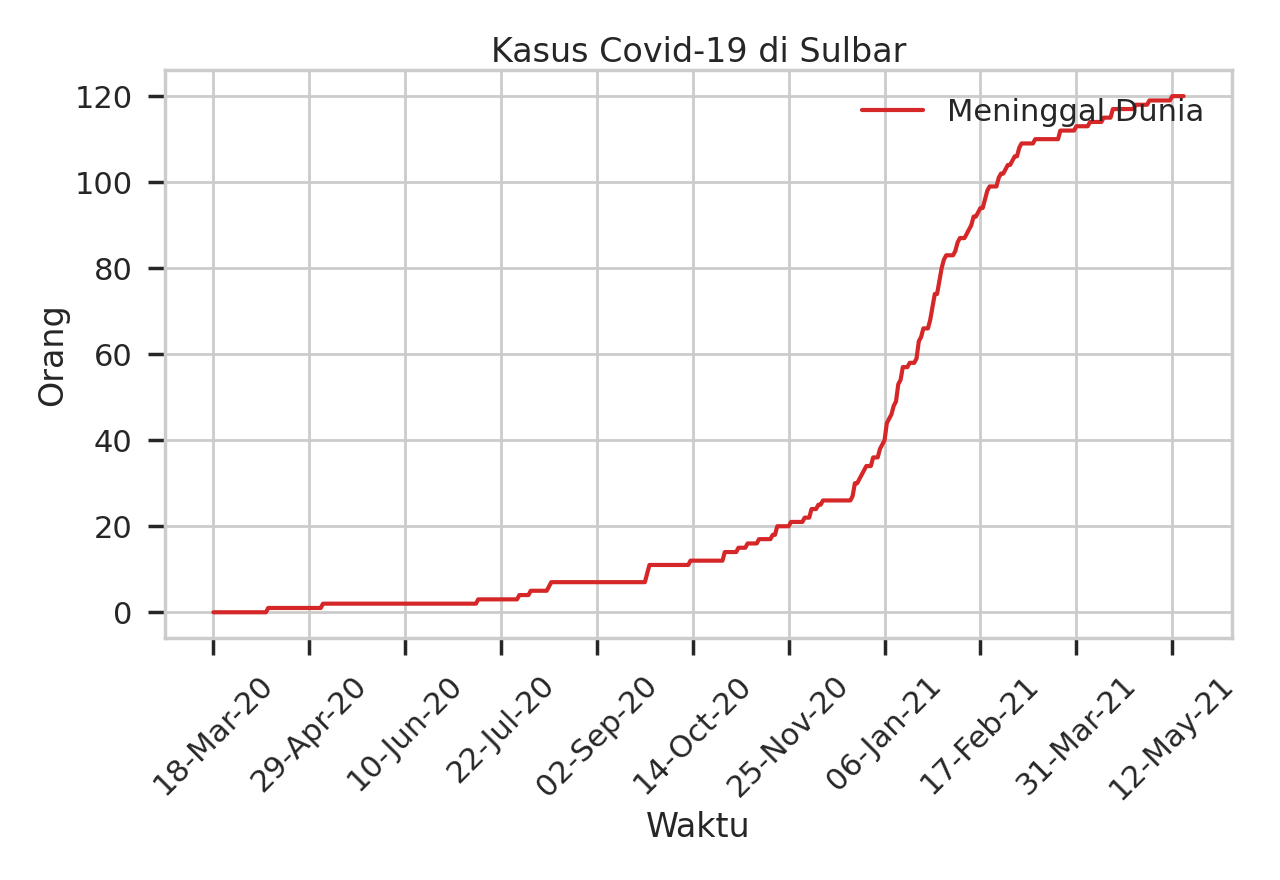 Kasus Covid-19 di Sulbar
Meninggal Dunia
120
100
80
60
40
20
0
Orang
18-Mar-20
29-Apr-20
10-Jun-20
22-Jul-20
02-Sep-20
14-Oct-20
25-Nov-20
06-Jan-21
17-Feb-21
31-Mar-21
12-May-21
Waktu